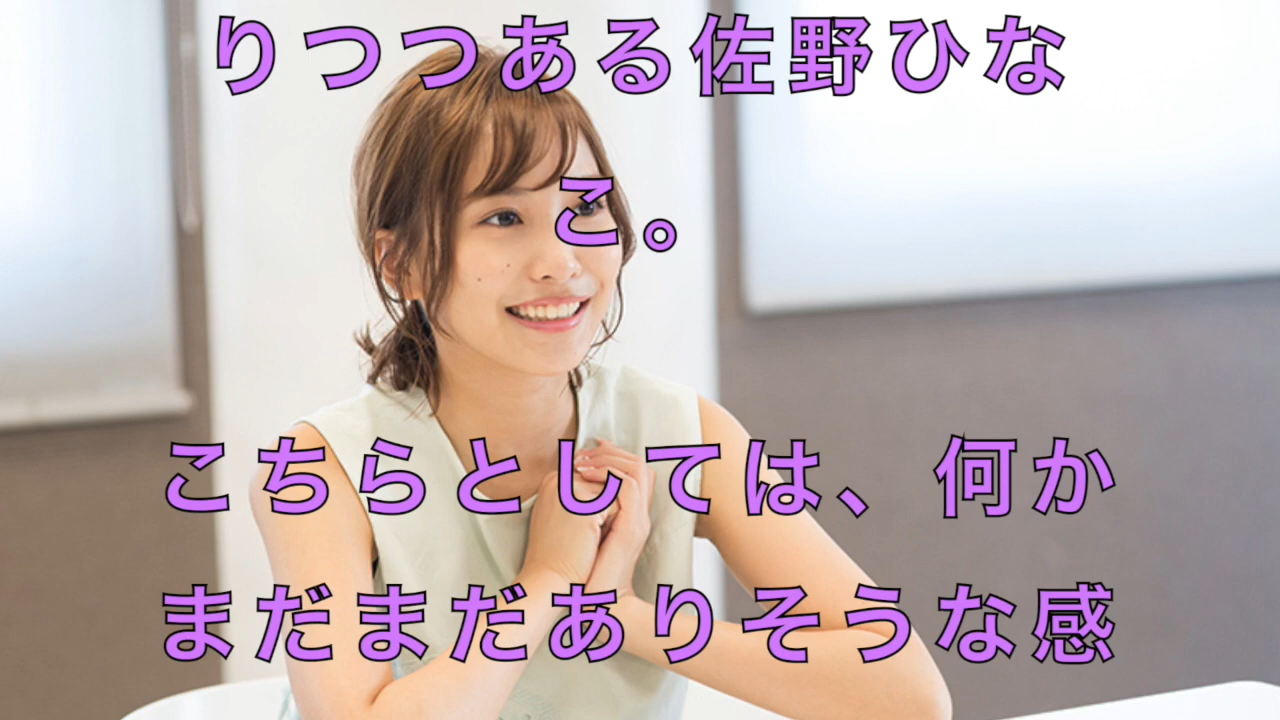 りつつある佐野ひな
こ。
こちらとしては、何か
まだまだありそうな感